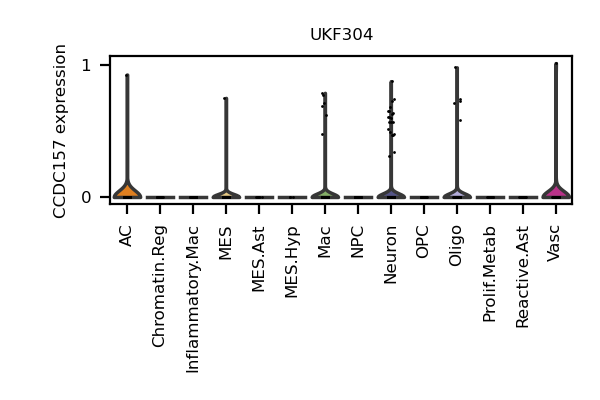 UKF304
CCDC157 expression
1
0
AC
Chromatin.Reg
Inflammatory.Mac
MES
MES.Ast
MES.Hyp
Mac
NPC
Neuron
OPC
Oligo
Prolif.Metab
Reactive.Ast
Vasc